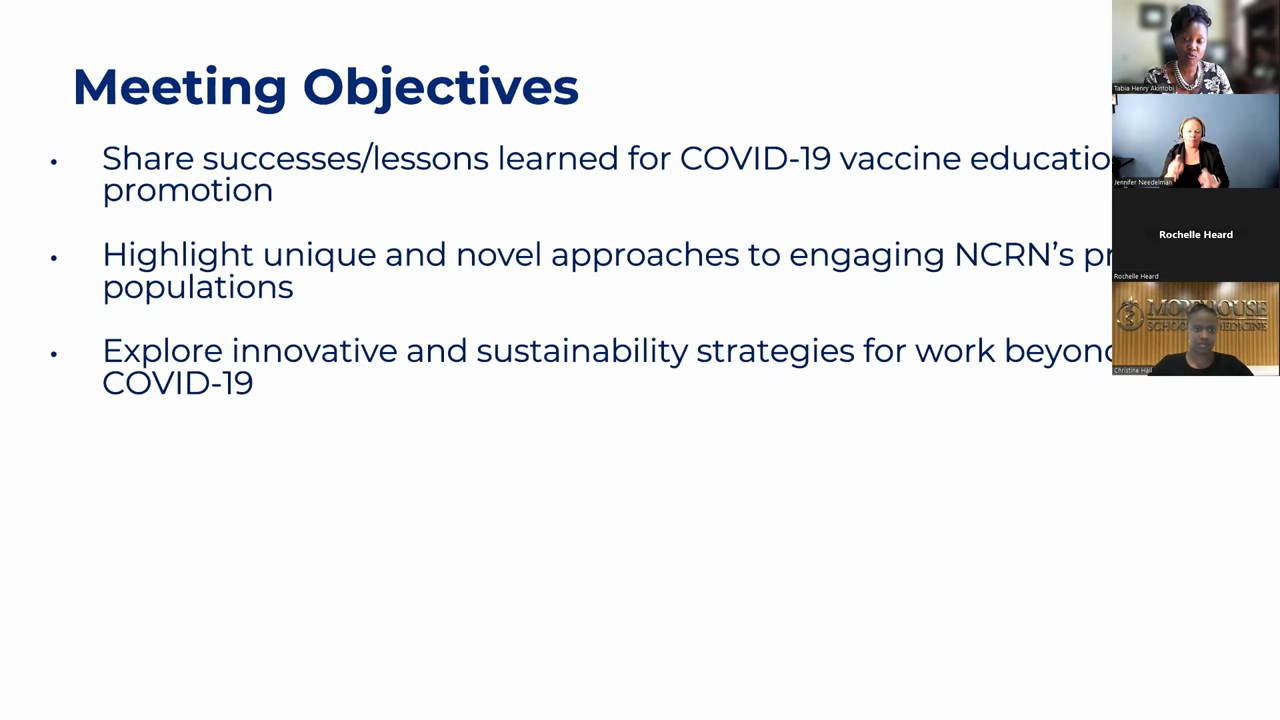 Meeting Objectives
• Share successes/lessons learned for COVID-19 vaccine educatio
promotion
• Highlight unique and novel approaches to engaging NCRN's pr
populations
• Explore innovative and sustainability strategies for work beyond
COVID-19
Tabia Henry Akintobi
Jennifer Needelman
Rochelle Heard
Rochelle Heard
MOREHOUSE
SCHOOL OF MEDICINE
Christine Hall